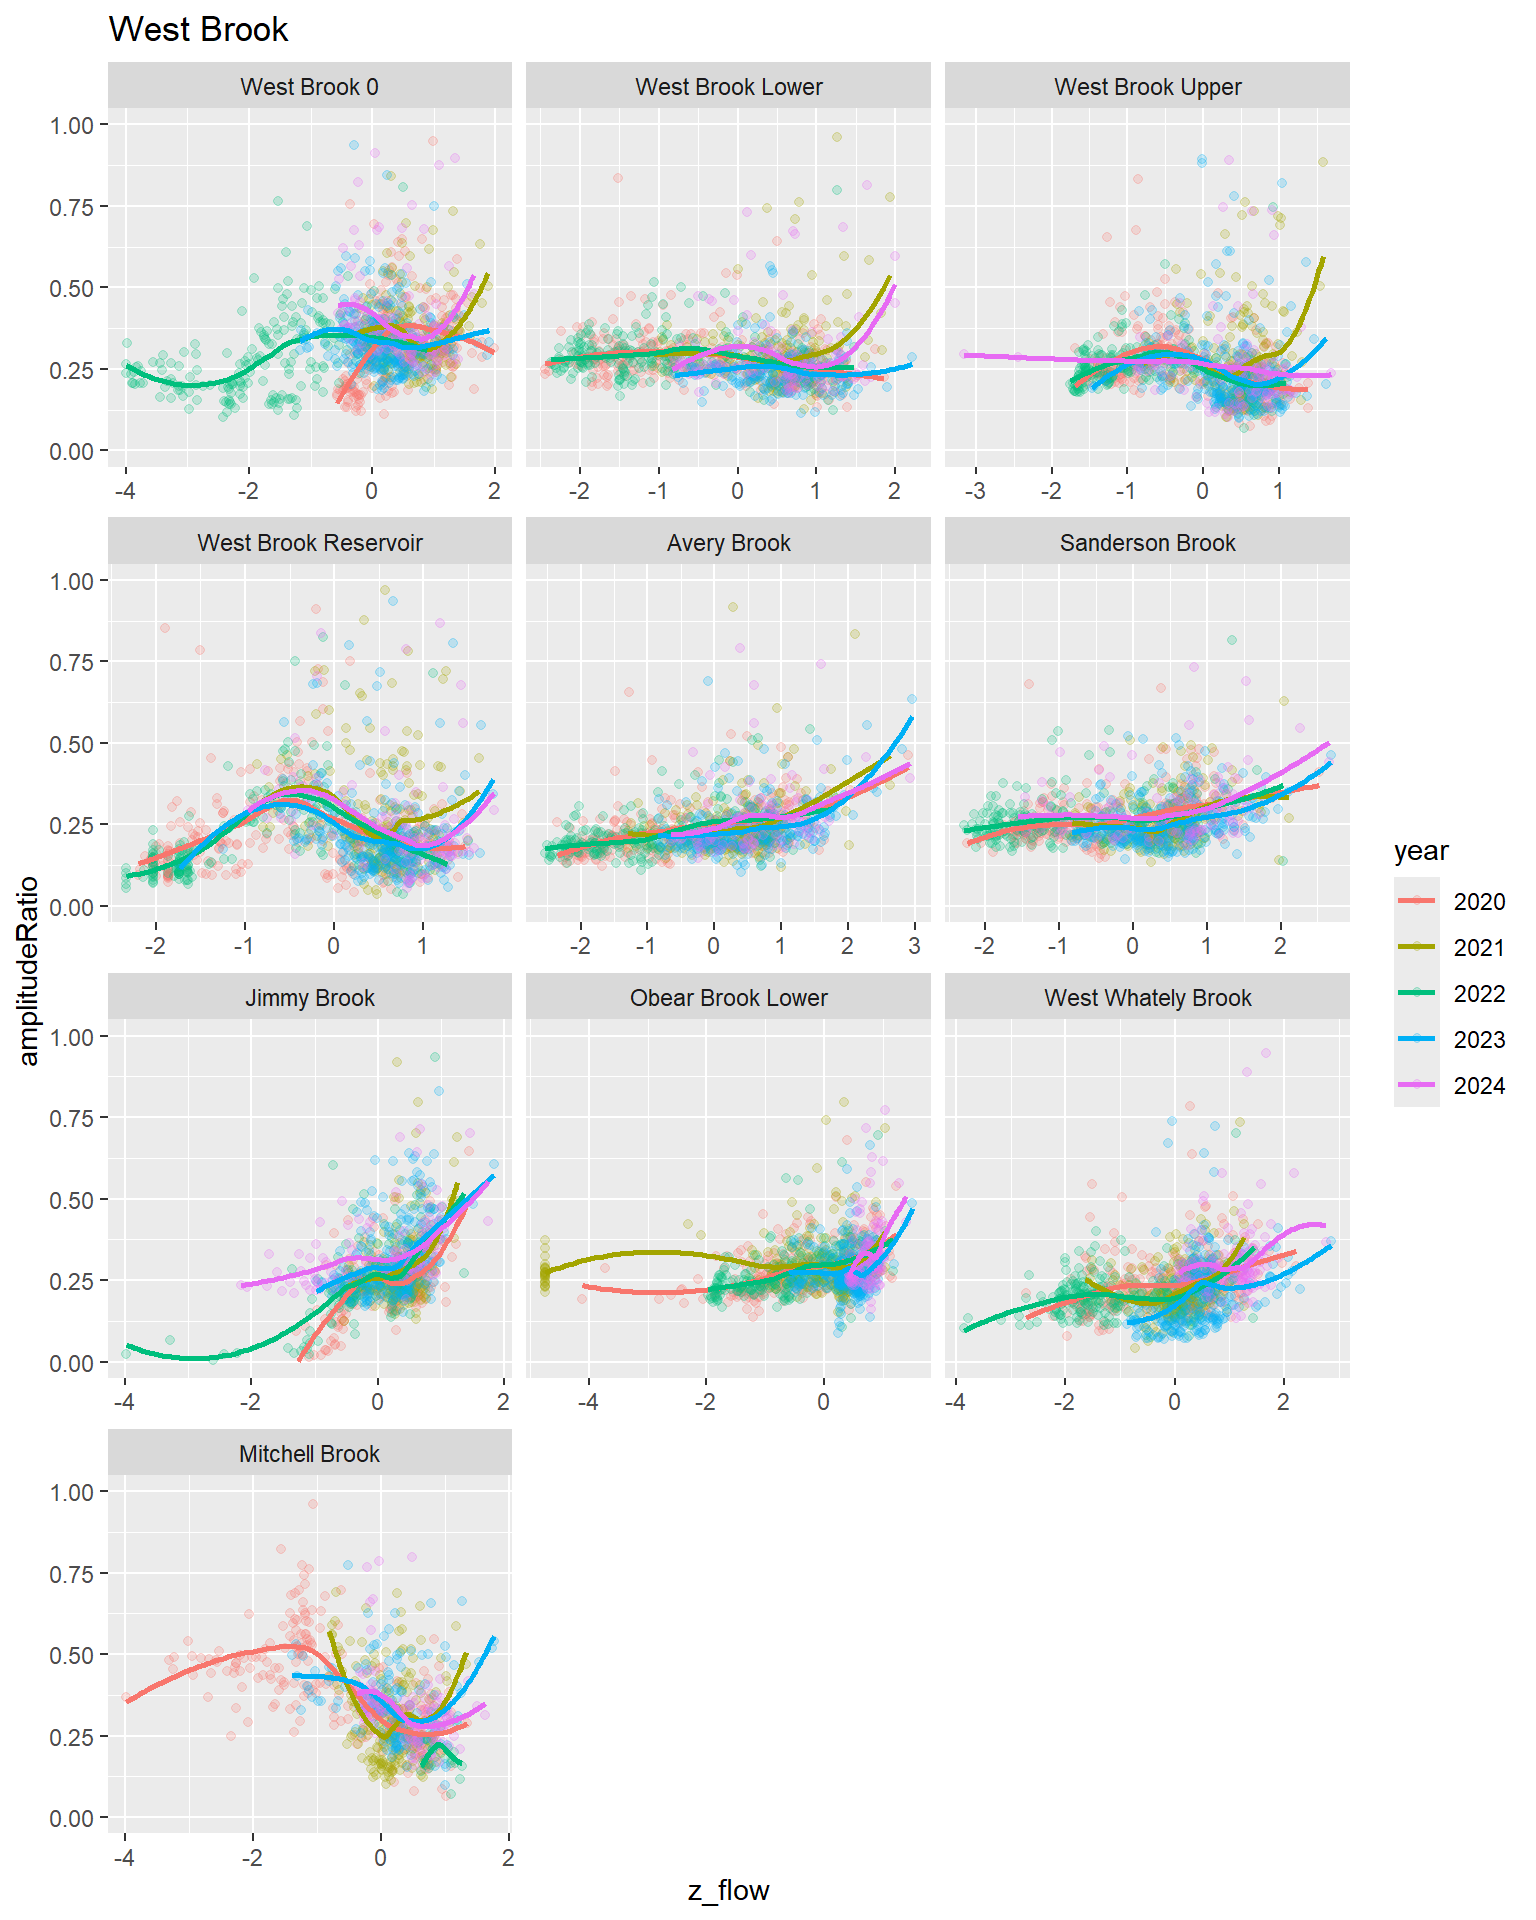 West Brook
West Brook 0
West Brook Lower
West Brook Upper
1.00
0.75
0.50
0.25
0.00
-4 -2 0 2
-2 -1 0 1 2
-3 -2 -1 0 1
West Brook Reservoir
Avery Brook
Sanderson Brook
1.00
0.75
0.50
0.25
0.00
-2 -1 0 1
-2 -1 0 1 2 3
-2 -1 0 1 2
Jimmy Brook
Obear Brook Lower
West Whately Brook
1.00
0.75
0.50
0.25
0.00
-4 -2 0 2
-4 -2 0
-4 -2 0 2
Mitchell Brook
1.00
0.75
0.50
0.25
0.00
-4 -2 0 2
z_flow
amplitudeRatio
year
2020
2021
2022
2023
2024